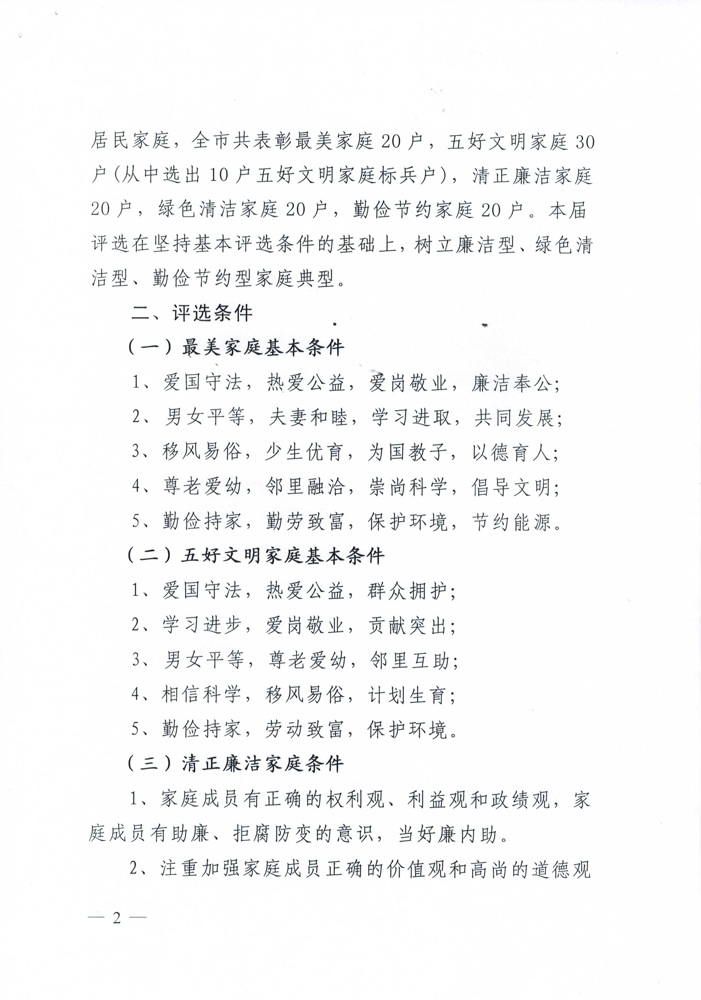 居民家庭，全市共表彰最美家庭 20 户，五好文明家庭 30
户(从中选出 10 户五好文明家庭标兵户)，清正廉洁家庭
20 户，绿色清洁家庭 20 户，勤俭节约家庭 20 户。本届
评选在坚持基本评选条件的基础上，树立廉洁型、绿色清
洁型、勤俭节约型家庭典型。
二、评选条件
（一）最美家庭基本条件
1、爱国守法，热爱公益，爱岗敬业，廉洁奉公；
2、男女平等，夫妻和睦，学习进取，共同发展；
3、移风易俗，少生优育，为国教子，以德育人；
4、尊老爱幼，邻里融洽，崇尚科学，倡导文明；
5、勤俭持家，勤劳致富，保护环境，节约能源。
（二）五好文明家庭基本条件
1、爱国守法，热爱公益，群众拥护；
2、学习进步，爱岗敬业，贡献突出；
3、男女平等，尊老爱幼，邻里互助；
4、相信科学，移风易俗，计划生育；
5、勤俭持家，劳动致富，保护环境。
（三）清正廉洁家庭条件
1、家庭成员有正确的权利观、利益观和政绩观，家
庭成员有助廉、拒腐防变的意识，当好廉内助。
2、注重加强家庭成员正确的价值观和高尚的道德观
— 2 —